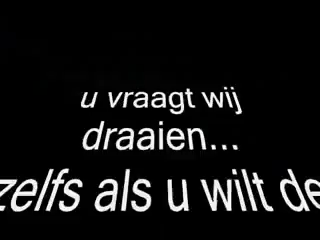 u vraagt wij
draaien...
zelfs als u wilt de